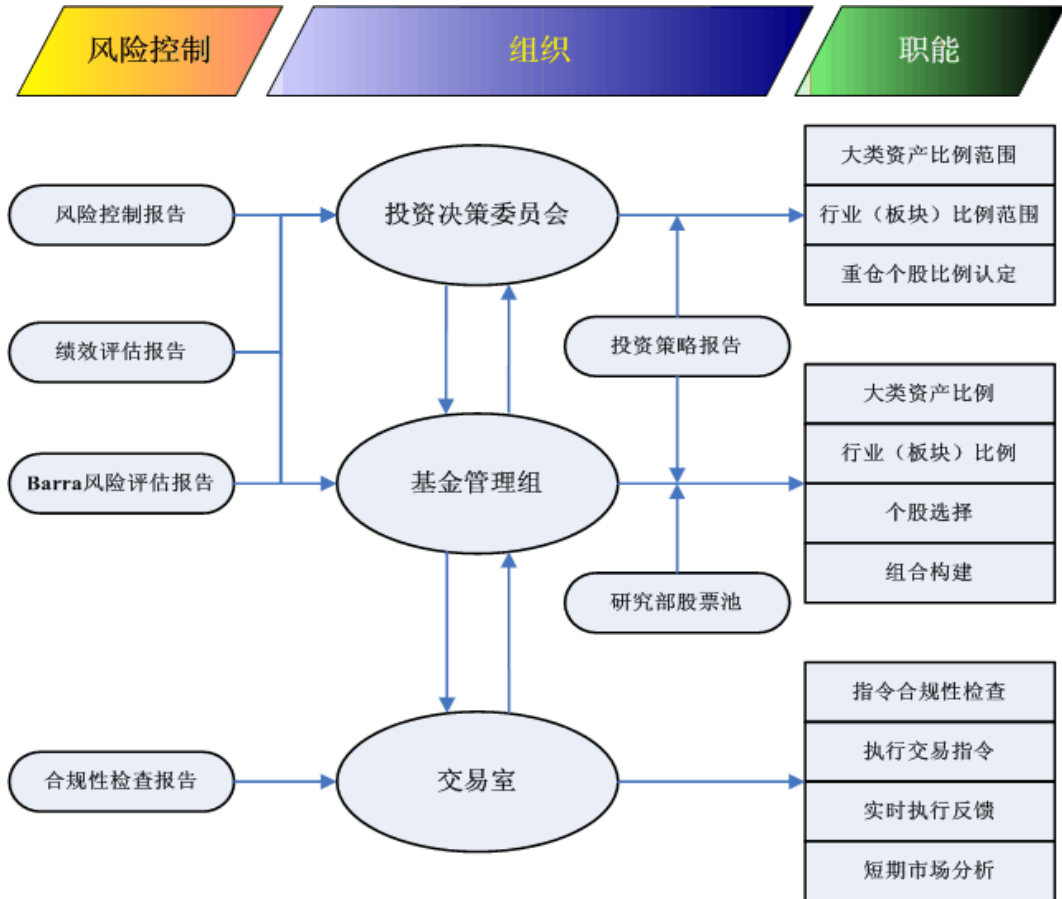 风险控制
组织
职能
风险控制报告
绩效评估报告
Barra风险评估报告
合规性检查报告
投资决策委员会
基金管理组
交易室
投资策略报告
研究部股票池
大类资产比例范围
行业（板块）比例范围
重仓个股比例认定
大类资产比例
行业（板块）比例
个股选择
组合构建
指令合规性检查
执行交易指令
实时执行反馈
短期市场分析